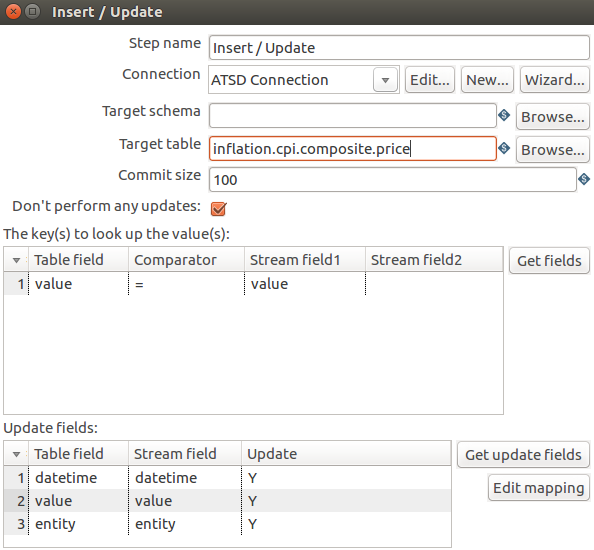 Insert / Update
Step name Insert / Update
Connection ATSD Connection Edit... New... Wizard...
Target schema Browse...
Target table inflation.cpi.composite.price Browse...
Commit size 100
Don't perform any updates:
The key(s) to look up the value(s):
Table field Comparator Stream field1 Stream field2 Get fields
1 value = value
Update fields:
Table field Stream field Update Get update fields
1 datetime datetime Y
Edit mapping
2 value value Y
3 entity entity Y